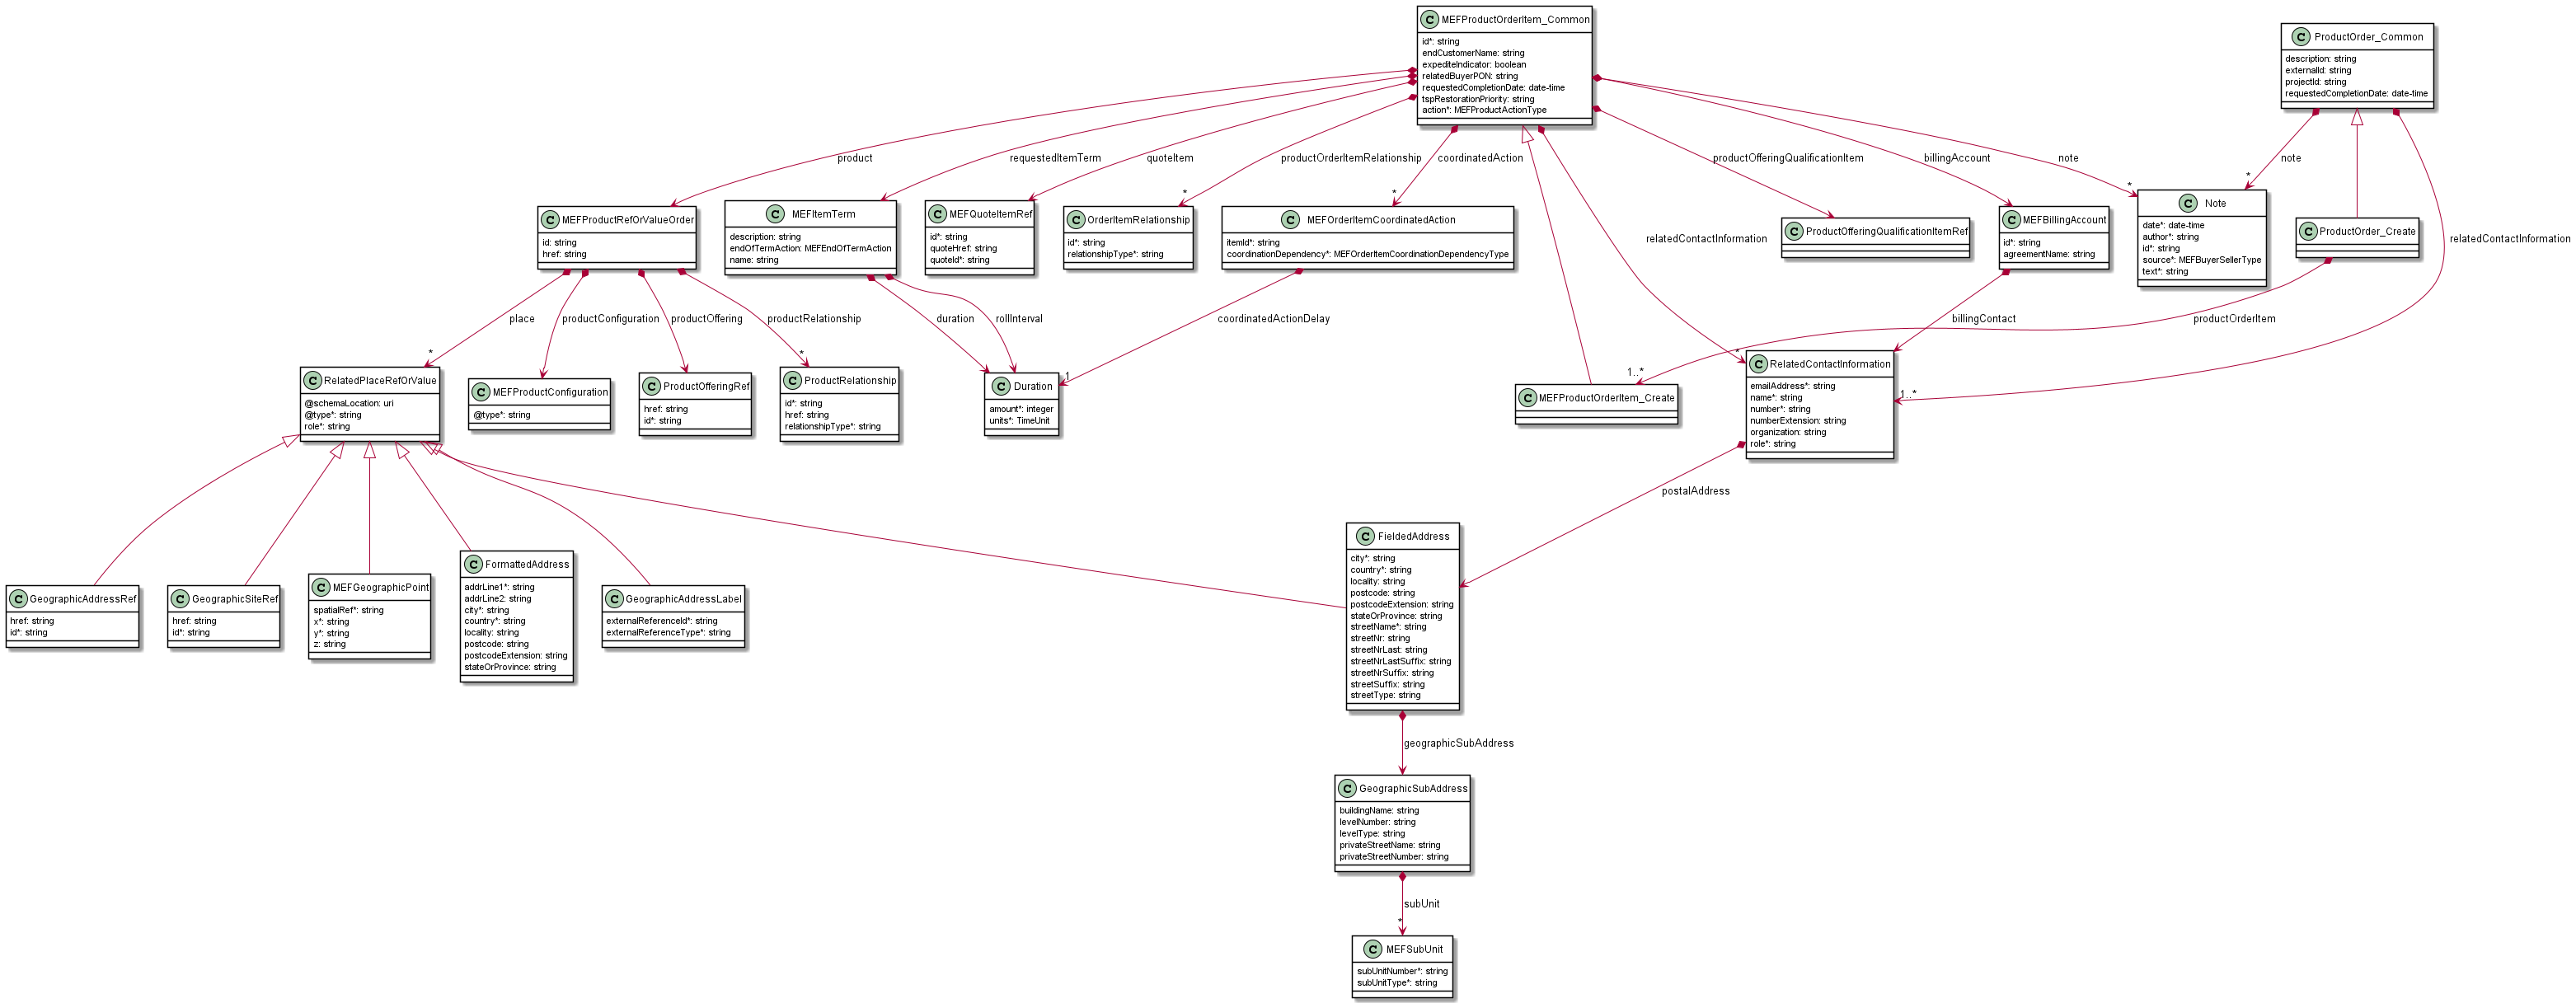 MEFProductOrderItem_Common
id*: string
endCustomerName: string
expediteIndicator: boolean
relatedBuyerPON: string
requestedCompletionDate: date-time
tspRestorationPriority: string
action*: MEFProductActionType
ProductOrder_Common
description: string
externalId: string
projectId: string
requestedCompletionDate: date-time
product
requestedItemTerm
quoteItem
productOrderItemRelationship
*
coordinatedAction
*
relatedContactInformation
*
productOfferingQualificationItem
billingAccount
note
*
note
*
relatedContactInformation
1..*
MEFProductRefOrValueOrder
id: string
href: string
MEFItemTerm
description: string
endOfTermAction: MEFEndOfTermAction
name: string
MEFQuoteItemRef
id*: string
quoteHref: string
quoteId*: string
OrderItemRelationship
id*: string
relationshipType*: string
MEFOrderItemCoordinatedAction
itemId*: string
coordinationDependency*: MEFOrderItemCoordinationDependencyType
ProductOfferingQualificationItemRef
MEFBillingAccount
id*: string
agreementName: string
Note
date*: date-time
author*: string
id*: string
source*: MEFBuyerSellerType
text*: string
ProductOrder_Create
place
*
productConfiguration
productOffering
productRelationship
*
duration
rollInterval
coordinatedActionDelay
1
billingContact
productOrderItem
1..*
RelatedPlaceRefOrValue
@schemaLocation: uri
@type*: string
role*: string
MEFProductConfiguration
@type*: string
ProductOfferingRef
href: string
id*: string
ProductRelationship
id*: string
href: string
relationshipType*: string
Duration
amount*: integer
units*: TimeUnit
MEFProductOrderItem_Create
RelatedContactInformation
emailAddress*: string
name*: string
number*: string
numberExtension: string
organization: string
role*: string
postalAddress
GeographicAddressRef
href: string
id*: string
GeographicSiteRef
href: string
id*: string
MEFGeographicPoint
spatialRef*: string
x*: string
y*: string
z: string
FormattedAddress
addrLine1*: string
addrLine2: string
city*: string
country*: string
locality: string
postcode: string
postcodeExtension: string
stateOrProvince: string
GeographicAddressLabel
externalReferenceId*: string
externalReferenceType*: string
FieldedAddress
city*: string
country*: string
locality: string
postcode: string
postcodeExtension: string
stateOrProvince: string
streetName*: string
streetNr: string
streetNrLast: string
streetNrLastSuffix: string
streetNrSuffix: string
streetSuffix: string
streetType: string
geographicSubAddress
GeographicSubAddress
buildingName: string
levelNumber: string
levelType: string
privateStreetName: string
privateStreetNumber: string
subUnit
*
MEFSubUnit
subUnitNumber*: string
subUnitType*: string